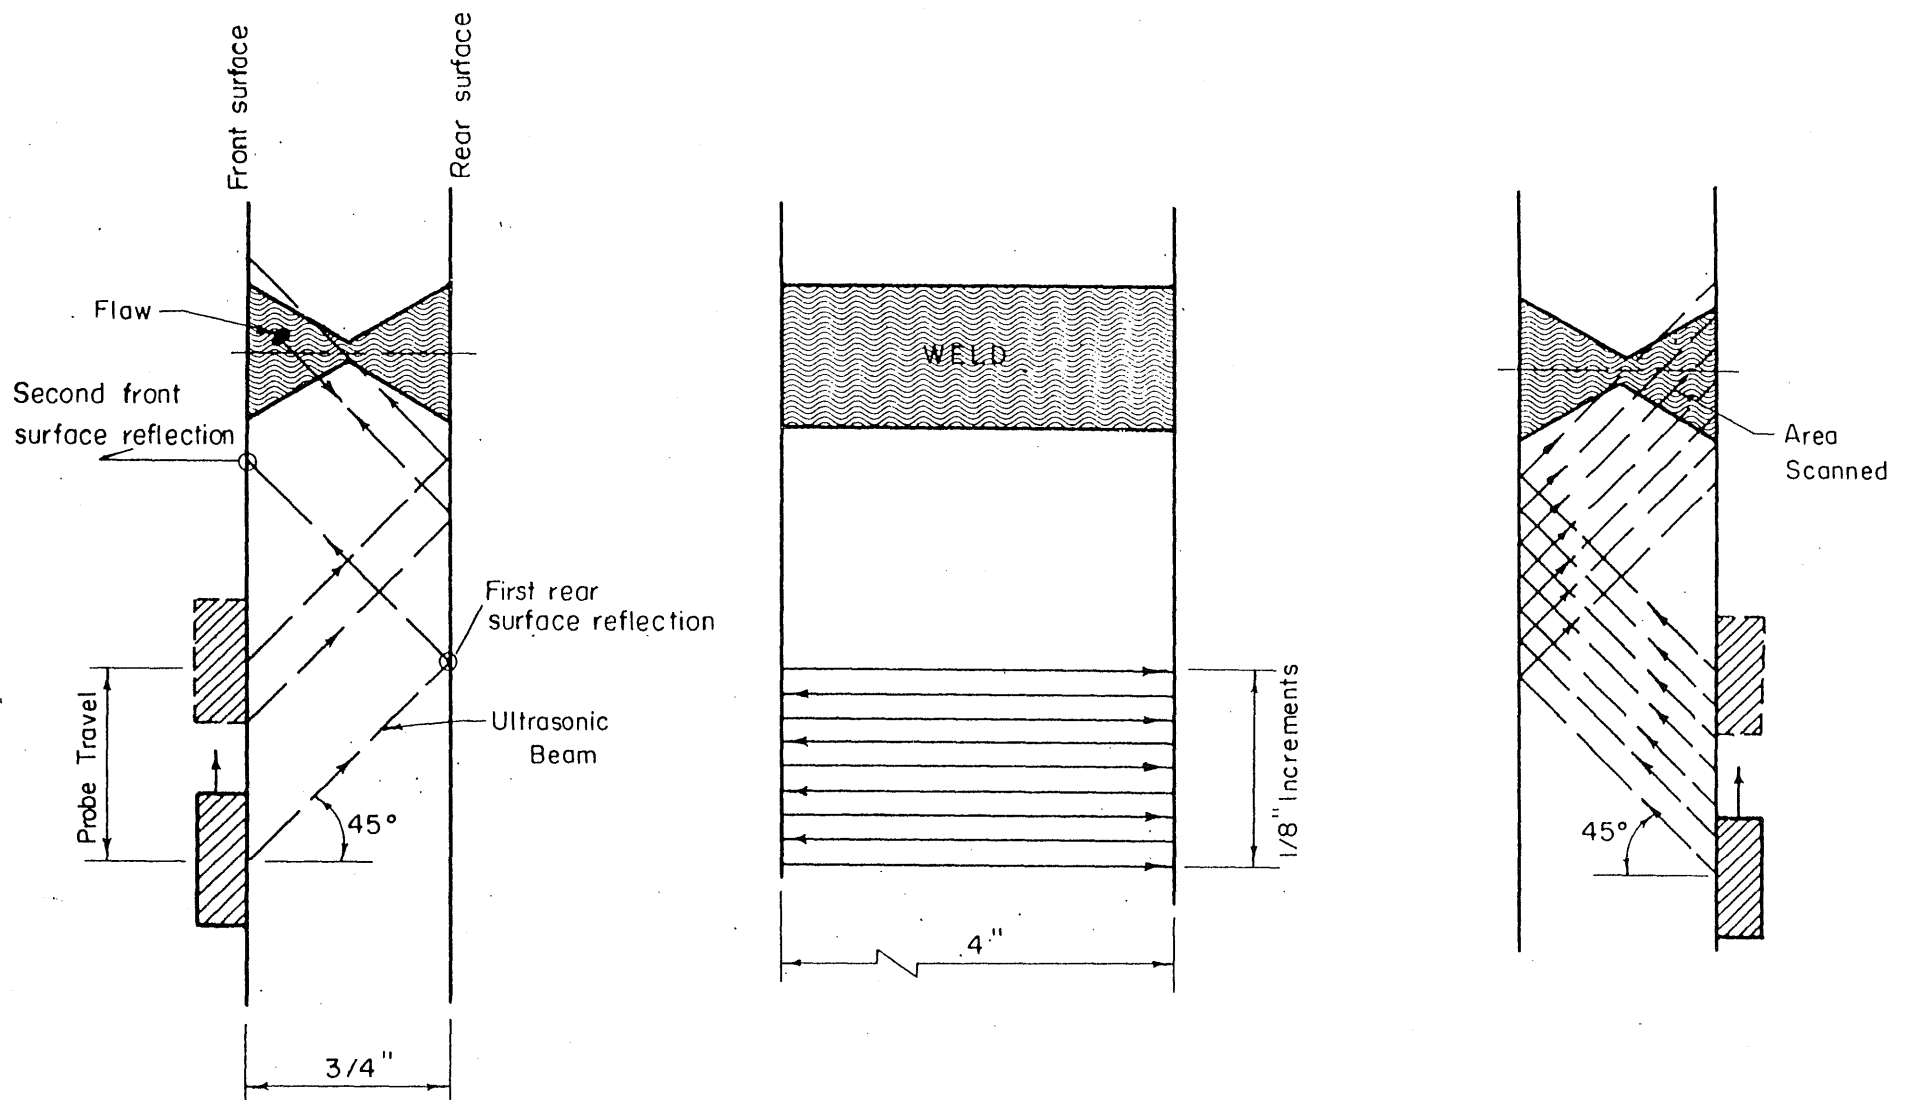 Front surface
Rear surface
Flaw
Second front
surface reflection
First rear
surface reflection
Probe Travel
Ultrasonic
Beam
45°
3/4"
WELD
1/8" Increments
4"
Area
Scanned
45°